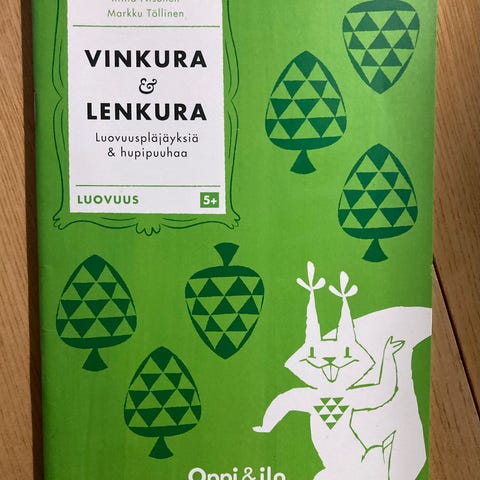 Markku Töllinen
VINKURA
&
LENKURA
Luovuuspläjäyksiä
& hupipuuhaa
LUOVUUS 5+
Oppi & ilo